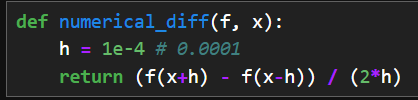 def numerical_diff(f, x):
    h = 1e-4 # 0.0001
    return (f(x+h) - f(x-h)) / (2*h)